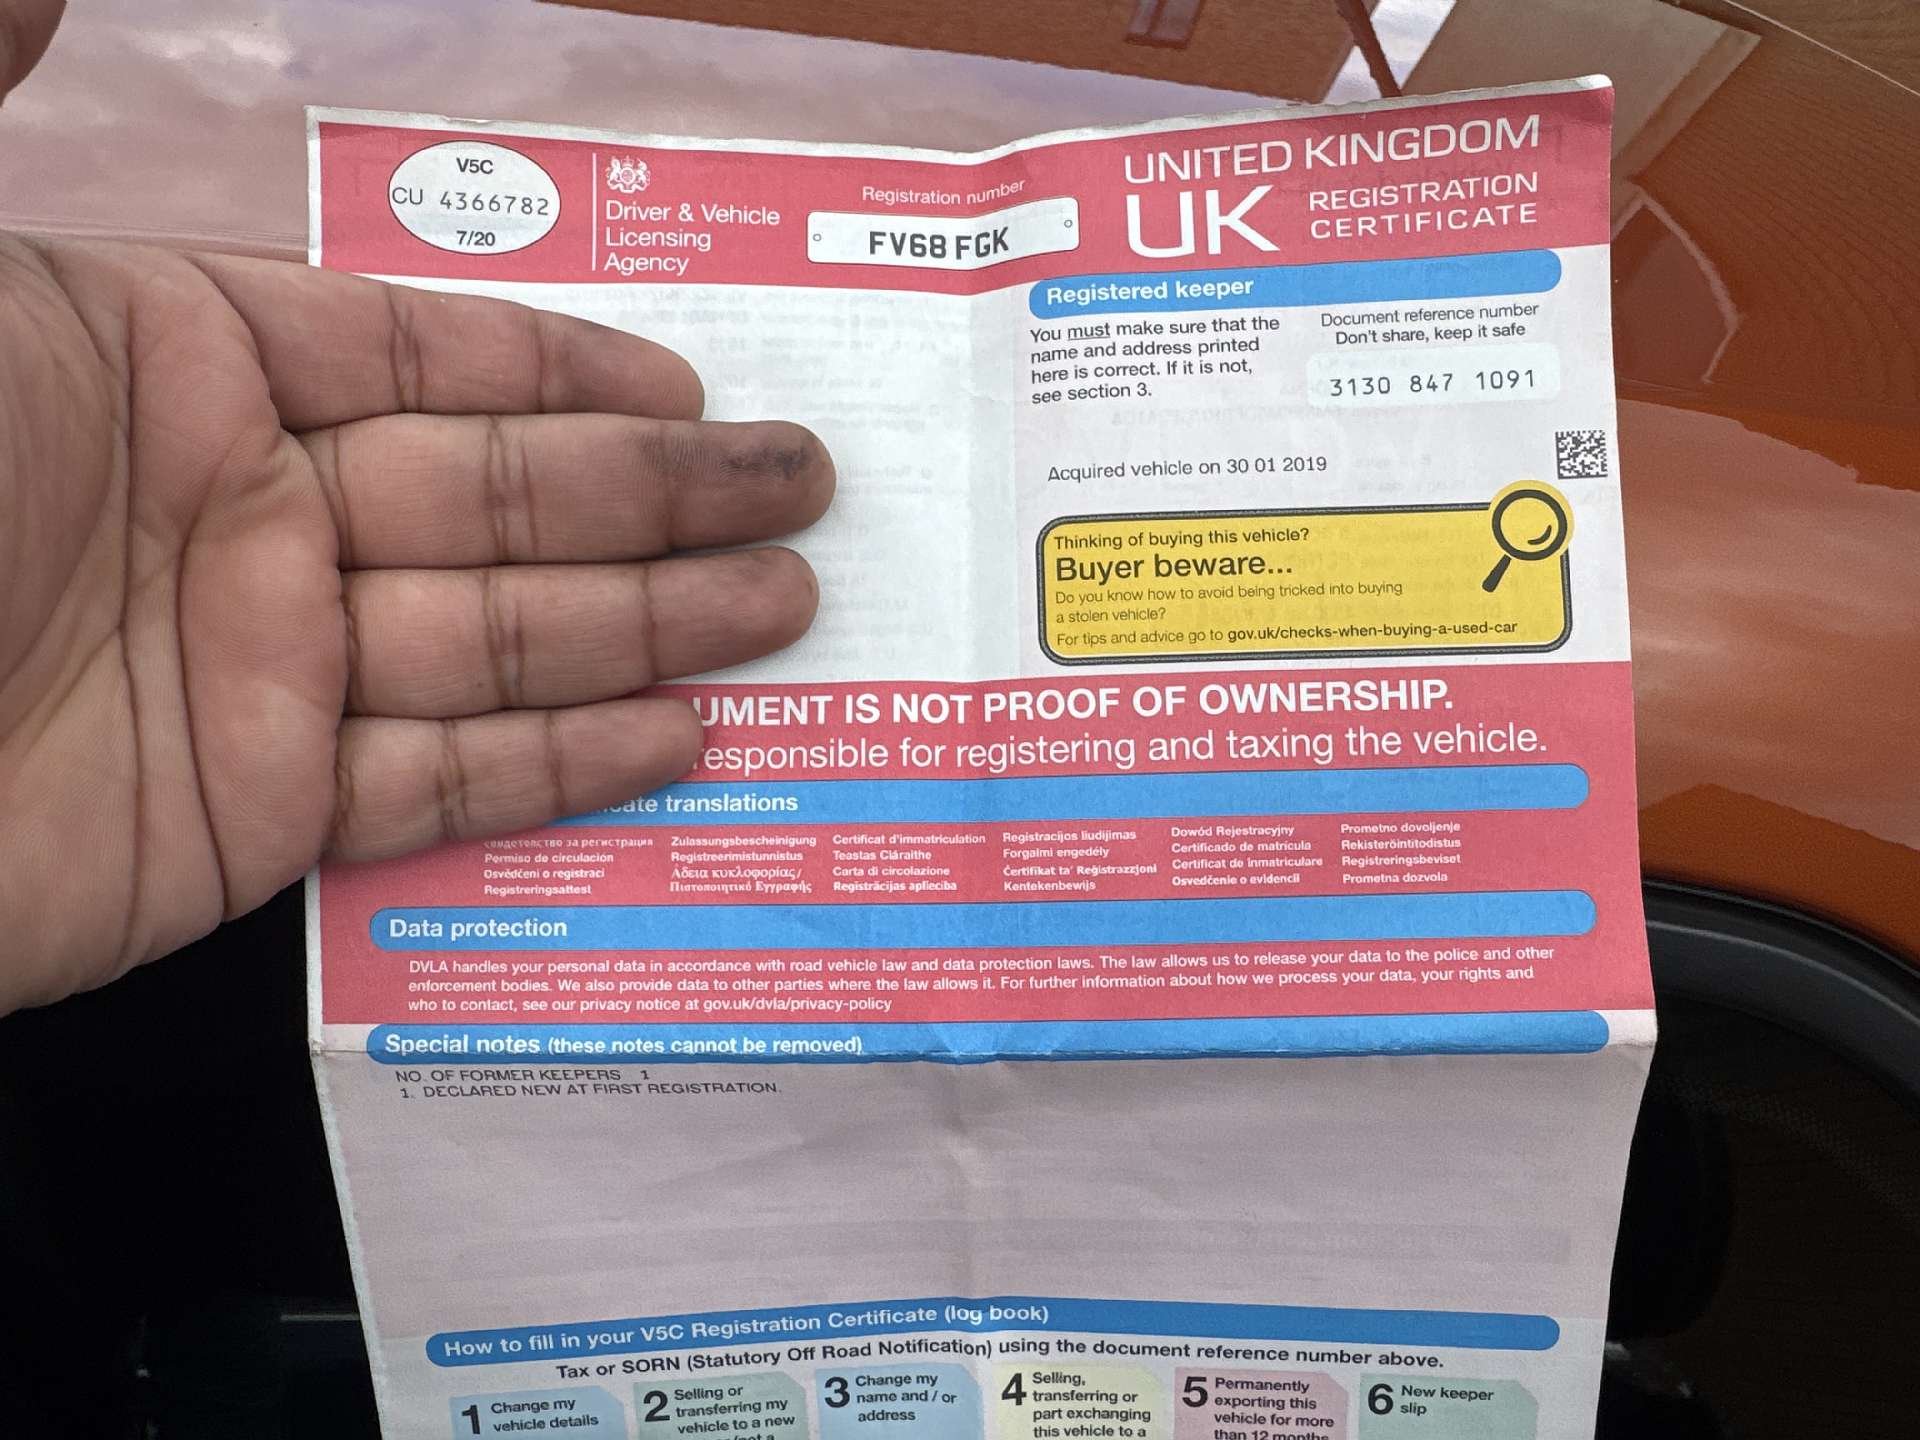 V5C
CU 4366782
7/20
Driver & Vehicle
Licensing
Agency
Registration number
FV68 FGK
UNITED KINGDOM
UK REGISTRATION
CERTIFICATE
Registered keeper
You must make sure that the
name and address printed
here is correct. If it is not,
see section 3.
Document reference number
Don't share, keep it safe
3130 847 1091
Acquired vehicle on 30 01 2019
Thinking of buying this vehicle?
Buyer beware...
Do you know how to avoid being tricked into buying
a stolen vehicle?
For tips and advice go to gov.uk/checks-when-buying-a-used-car
UMENT IS NOT PROOF OF OWNERSHIP.
responsible for registering and taxing the vehicle.
cate translations
свидетелство за регистрация
Permiso de circulación
Osvědčení o registraci
Registreringsattest
Zulassungsbescheinigung
Registreerimistunnistus
Αδεια κυκλοφορίας/
Πιστοποιητικό Εγγραφής
Certificat d'immatriculation
Teastas Cláraithe
Carta di circolazione
Reģistrācijas apliecība
Registracijos liudijimas
Forgalmi engedély
Ċertifikat ta' Reġistrazzjoni
Kentekenbewijs
Dowód Rejestracyjny
Certificado de matrícula
Certificat de înmatriculare
Osvedčenie o evidencii
Prometno dovoljenje
Rekisteröintitodistus
Registreringsbeviset
Prometna dozvola
Data protection
DVLA handles your personal data in accordance with road vehicle law and data protection laws. The law allows us to release your data to the police and other
enforcement bodies. We also provide data to other parties where the law allows it. For further information about how we process your data, your rights and
who to contact, see our privacy notice at gov.uk/dvla/privacy-policy
Special notes (these notes cannot be removed)
NO. OF FORMER KEEPERS 1
1. DECLARED NEW AT FIRST REGISTRATION.
How to fill in your V5C Registration Certificate (log book)
Tax or SORN (Statutory Off Road Notification) using the document reference number above.
1 Change my
vehicle details
2 Selling or
transferring my
vehicle to a new
3 Change my
name and / or
address
4 Selling,
transferring or
part exchanging
this vehicle to a
5 Permanently
exporting this
vehicle for more
than 12 months
6 New keeper
slip